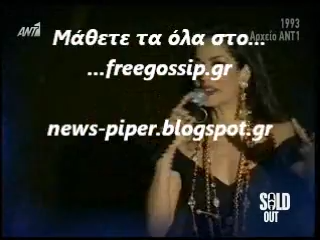 ANT1
1993
Αρχείο ΑΝΤ1
Μάθετε τα όλα στο...
...freegossip.gr
news-piper.blogspot.gr
SOLD
OUT